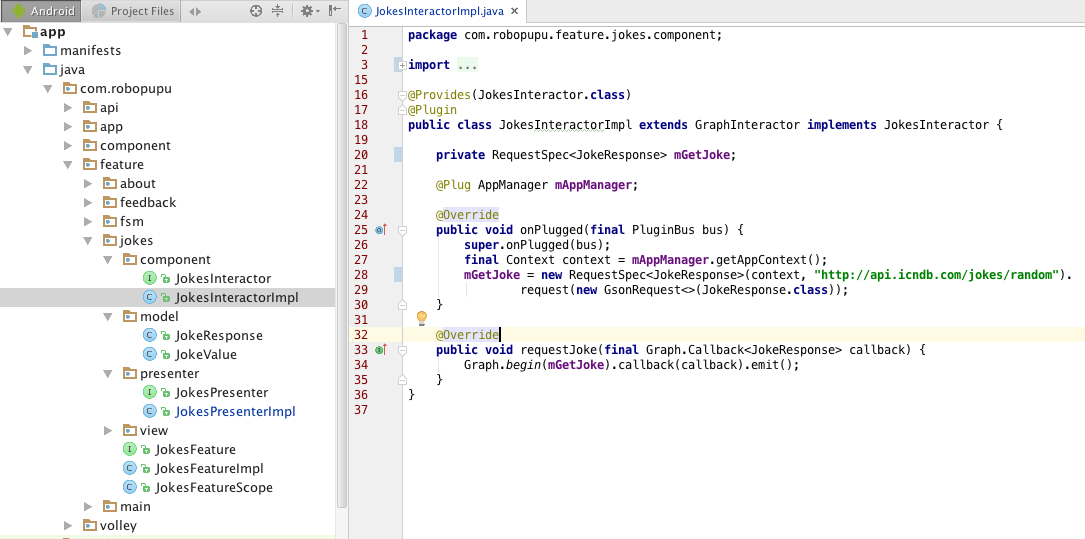 Android Project Files
app
manifests
java
com.robopupu
api
app
component
feature
about
feedback
fsm
jokes
component
JokesInteractor
JokesInteractorImpl
model
JokeResponse
JokeValue
presenter
JokesPresenter
JokesPresenterImpl
view
JokesFeature
JokesFeatureImpl
JokesFeatureScope
main
volley
JokesInteractorImpl.java
1 package com.robopupu.feature.jokes.component;
2
3 import ...
15
16 @Provides(JokesInteractor.class)
17 @Plugin
18 public class JokesInteractorImpl extends GraphInteractor implements JokesInteractor {
19
20 private RequestSpec<JokeResponse> mGetJoke;
21
22 @Plug AppManager mAppManager;
23
24 @Override
25 public void onPlugged(final PluginBus bus) {
26 super.onPlugged(bus);
27 final Context context = mAppManager.getAppContext();
28 mGetJoke = new RequestSpec<JokeResponse>(context, "http://api.icndb.com/jokes/random").
29 request(new GsonRequest<>(JokeResponse.class));
30 }
31
32 @Override
33 public void requestJoke(final Graph.Callback<JokeResponse> callback) {
34 Graph.begin(mGetJoke).callback(callback).emit();
35 }
36 }
37